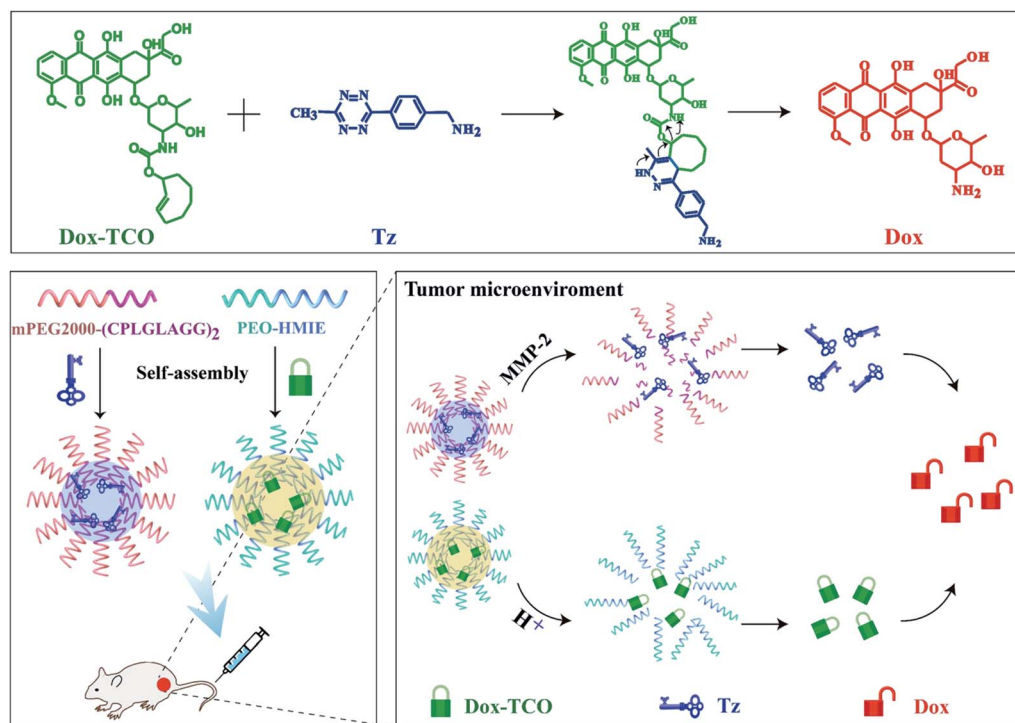 O
OH
O
OH
OH
O
O
O
OH
O
O
OH
NH
O
O
Dox-TCO
CH3
N
N
N
N
NH2
Tz
O
OH
O
OH
OH
O
O
O
OH
O
O
OH
NH
O
O
HN
N
NH2
O
OH
O
OH
OH
O
O
O
OH
O
O
OH
NH2
Dox
mPEG2000-(CPLGLAGG)2
PEO-HMIE
Self-assembly
Tumor microenviroment
MMP-2
H+
Dox-TCO
Tz
Dox